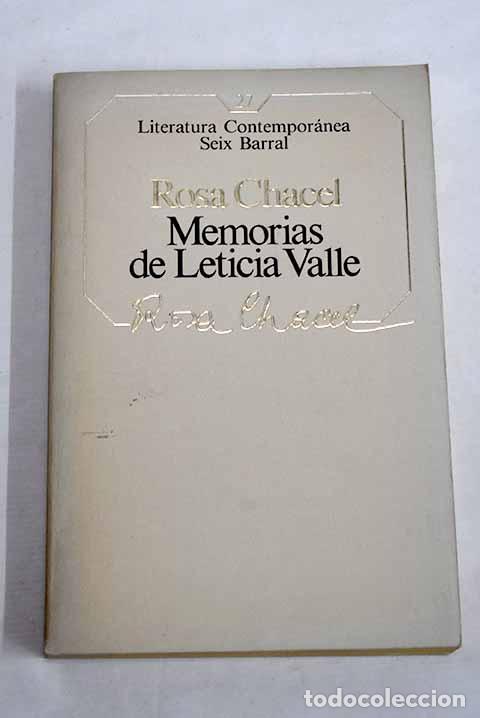 27
Literatura Contemporánea
Seix Barral
Rosa Chacel
Memorias
de Leticia Valle
Rosa Chacel
todocoleccion